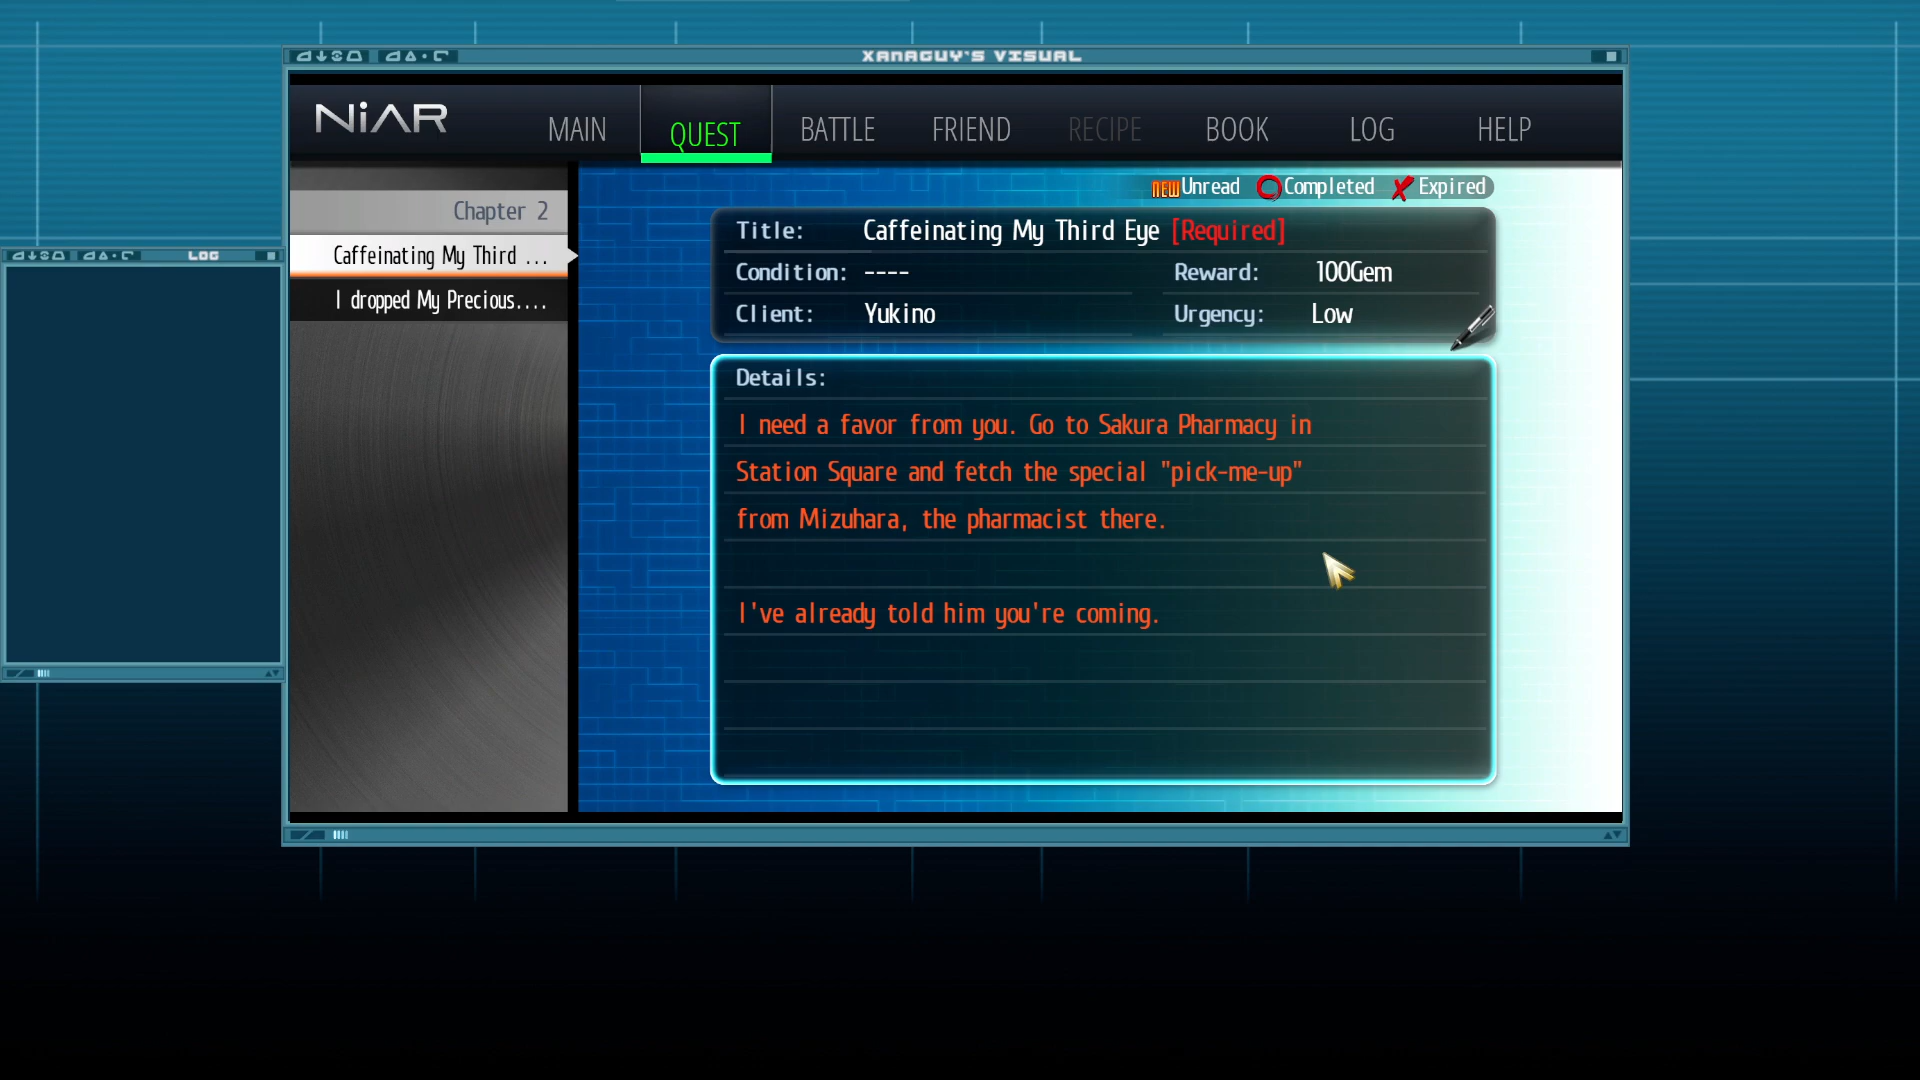 XANAGUY'S VISUAL
NiAR
MAIN
QUEST
BATTLE
FRIEND
RECIPE
BOOK
LOG
HELP
NEW Unread Completed Expired
Chapter 2
Caffeinating My Third ...
I dropped My Precious....
LOG
Title: Caffeinating My Third Eye [Required]
Condition: ---- Reward: 100Gem
Client: Yukino Urgency: Low
Details:
I need a favor from you. Go to Sakura Pharmacy in
Station Square and fetch the special "pick-me-up"
from Mizuhara, the pharmacist there.
I've already told him you're coming.